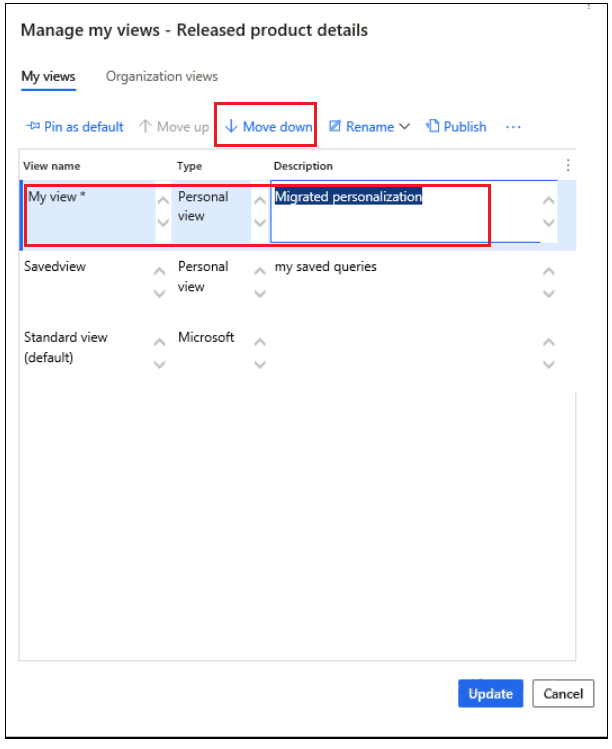 Manage my views - Released product details
My views Organization views
Pin as default Move up Move down Rename Publish ...
View name Type Description
My view * Personal view Migrated personalization
Savedview Personal view my saved queries
Standard view (default) Microsoft
Update Cancel